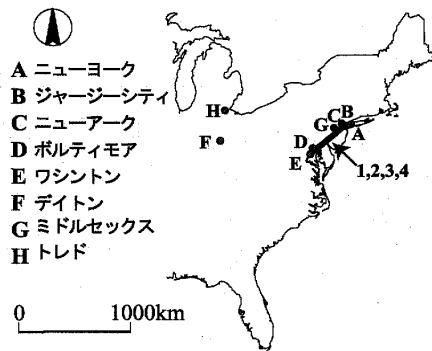 A ニューヨーク
B ジャージーシティ
C ニューアーク
D ボルティモア
E ワシントン
F デイトン
G ミドルセックス
H トレド
0 1000km
H
F
C B
G A
D
E
1,2,3,4